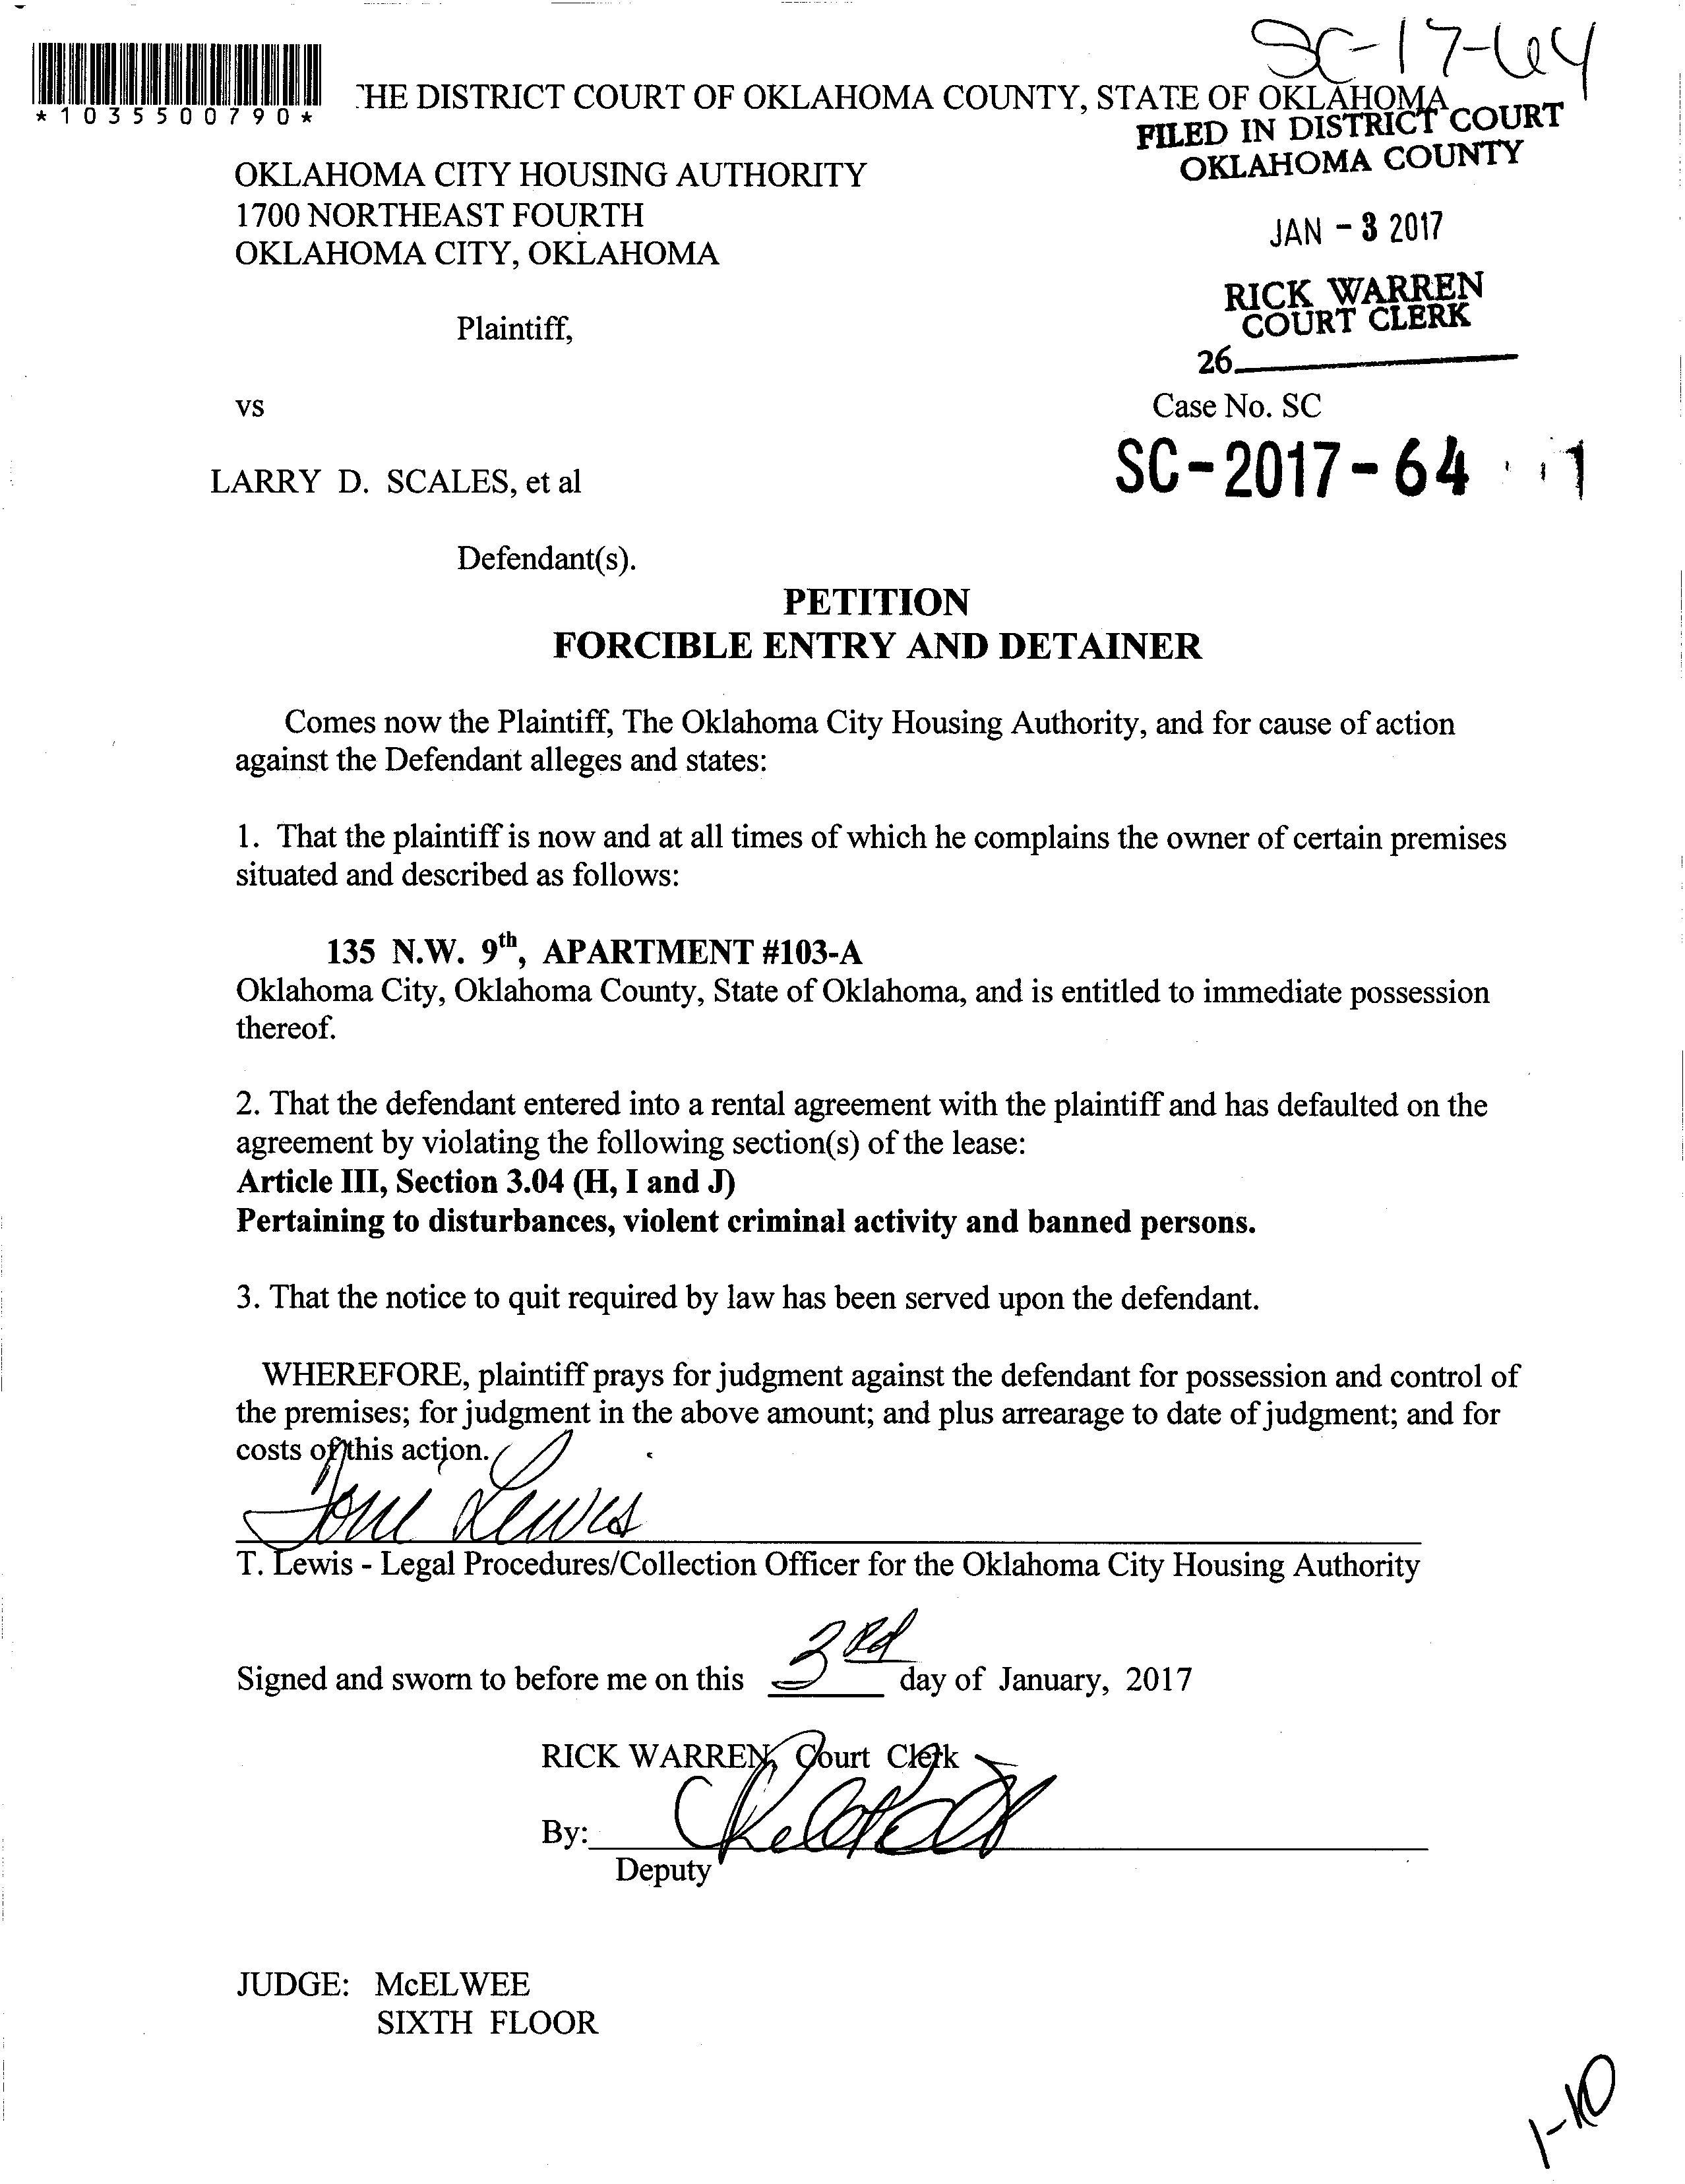 SC-17-64
*1035500790*
THE DISTRICT COURT OF OKLAHOMA COUNTY, STATE OF OKLAHOMA
FILED IN DISTRICT COURT
OKLAHOMA COUNTY
JAN - 3 2017
RICK WARREN
COURT CLERK
26
OKLAHOMA CITY HOUSING AUTHORITY
1700 NORTHEAST FOURTH
OKLAHOMA CITY, OKLAHOMA
Plaintiff,
vs
Case No. SC
SC-2017-64
LARRY D. SCALES, et al
Defendant(s).
PETITION
FORCIBLE ENTRY AND DETAINER
Comes now the Plaintiff, The Oklahoma City Housing Authority, and for cause of action
against the Defendant alleges and states:
1. That the plaintiff is now and at all times of which he complains the owner of certain premises
situated and described as follows:
135 N.W. 9th, APARTMENT #103-A
Oklahoma City, Oklahoma County, State of Oklahoma, and is entitled to immediate possession
thereof.
2. That the defendant entered into a rental agreement with the plaintiff and has defaulted on the
agreement by violating the following section(s) of the lease:
Article III, Section 3.04 (H, I and J)
Pertaining to disturbances, violent criminal activity and banned persons.
3. That the notice to quit required by law has been served upon the defendant.
WHEREFORE, plaintiff prays for judgment against the defendant for possession and control of
the premises; for judgment in the above amount; and plus arrearage to date of judgment; and for
costs of this action.
Lewis
T. Lewis - Legal Procedures/Collection Officer for the Oklahoma City Housing Authority
Signed and sworn to before me on this 3rd day of January, 2017
RICK WARREN, Court Clerk
By:
Deputy
JUDGE: McELWEE
SIXTH FLOOR
1-10